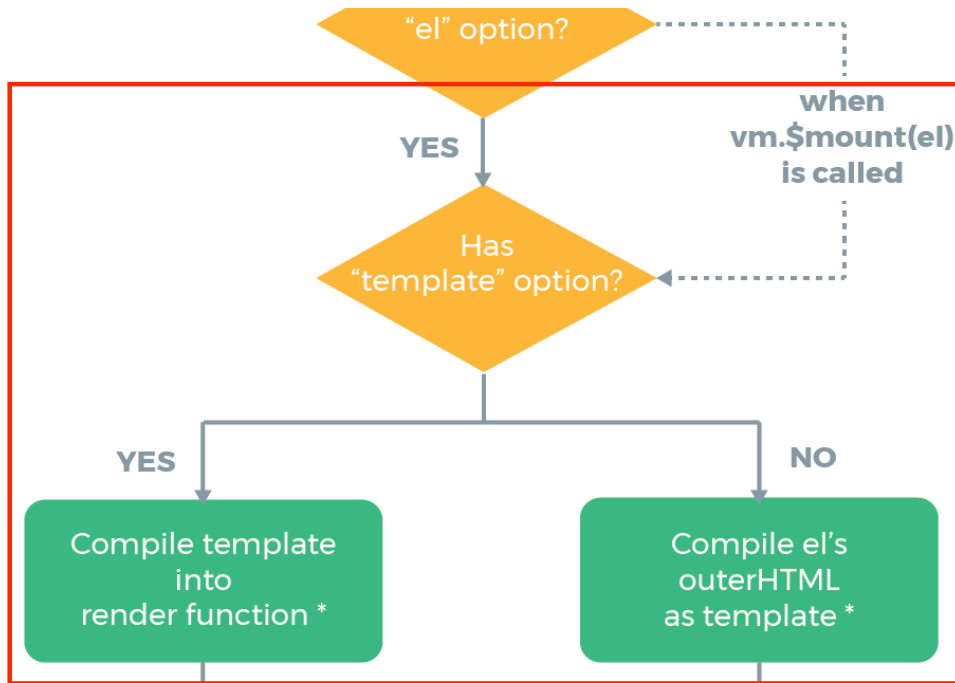 “el” option?
when
vm.$mount(el)
is called
YES
Has
“template” option?
YES
NO
Compile template
into
render function *
Compile el’s
outerHTML
as template *